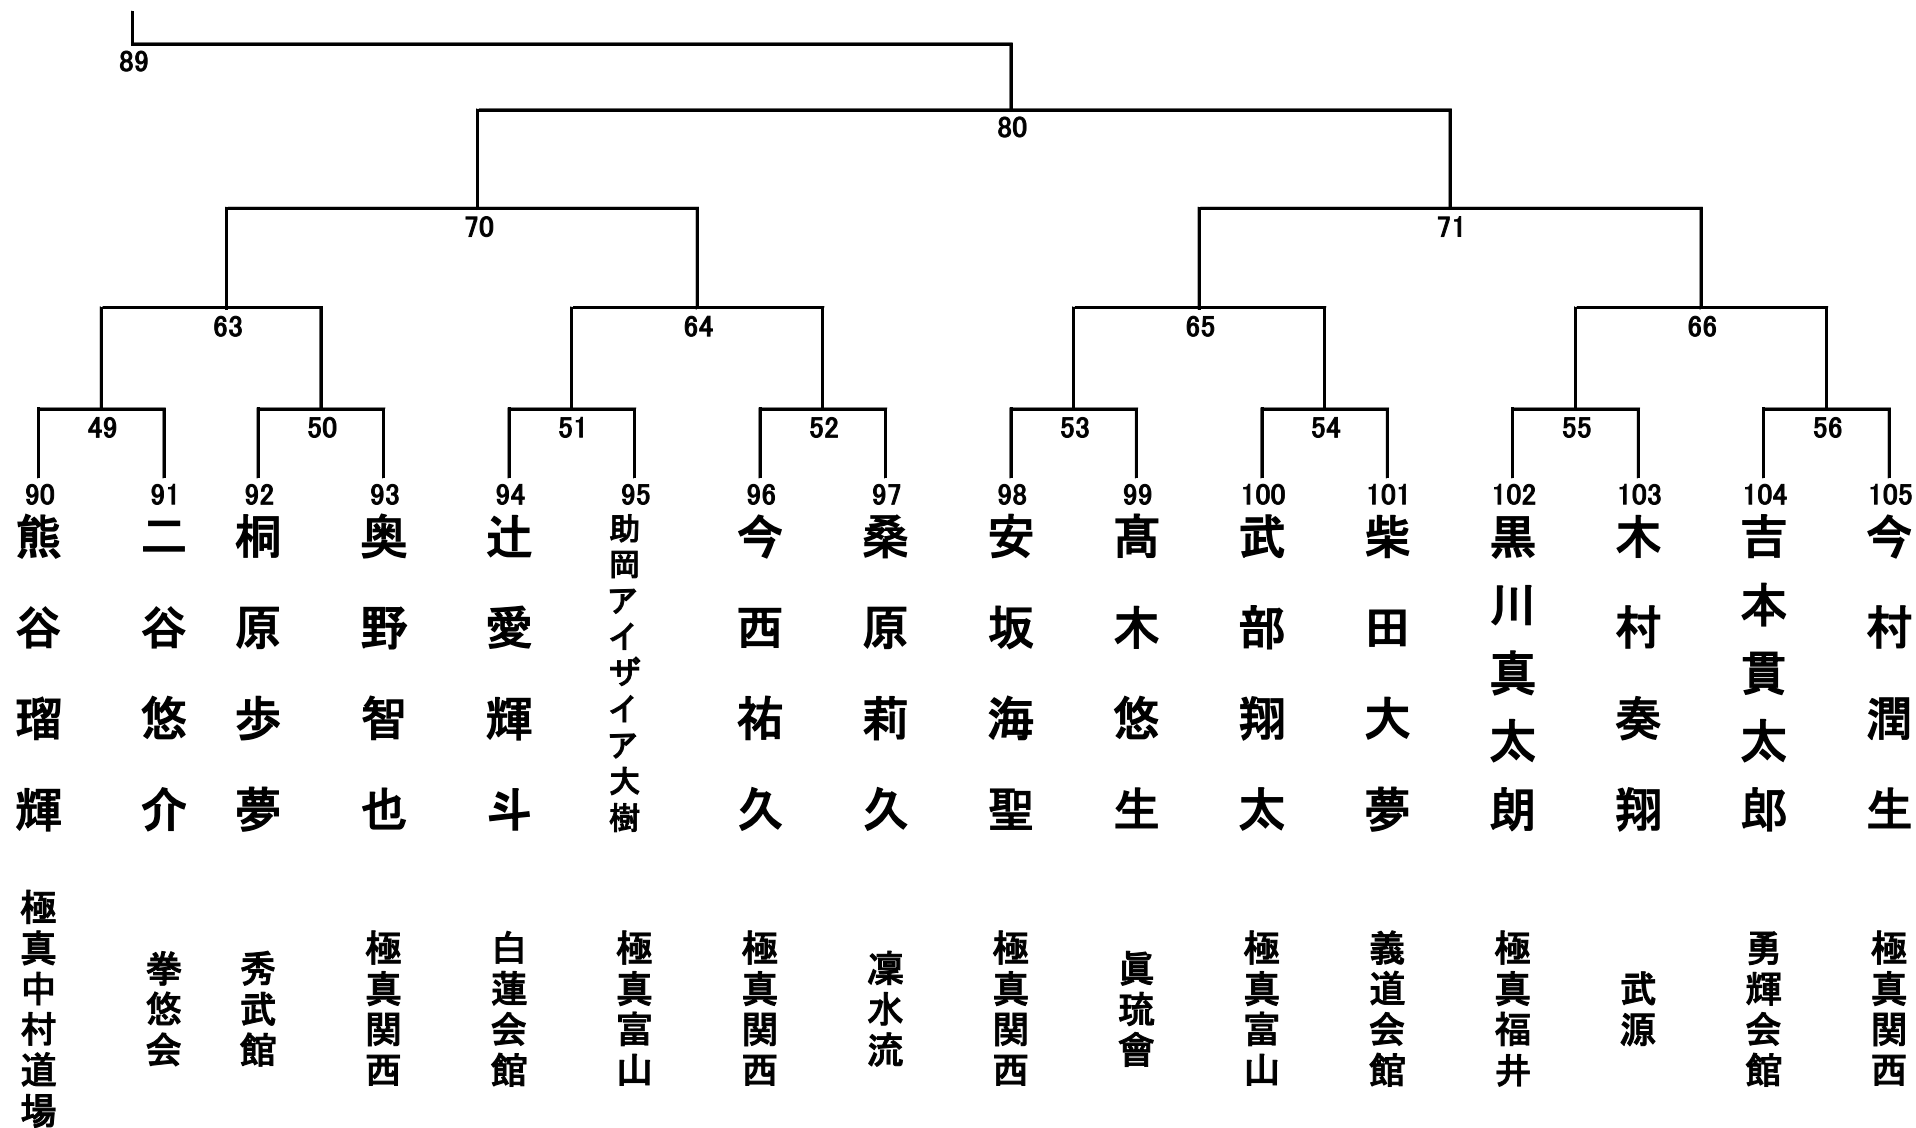 89
80
70
71
63
64
65
66
49
50
51
52
53
54
55
56
90
91
92
93
94
95
96
97
98
99
100
101
102
103
104
105
熊谷瑠輝
二谷悠介
桐原歩夢
奥野智也
辻愛輝斗
助岡アイザイア大樹
今西祐久
桑原莉久
安坂海聖
髙木悠生
武部翔太
柴田大夢
黒川真太朗
木村奏翔
吉本貫太郎
今村潤生
極真中村道場
拳悠会
秀武館
極真関西
白蓮会館
極真富山
極真関西
凜水流
極真関西
眞琉會
極真富山
義道会館
極真福井
武源
勇輝会館
極真関西